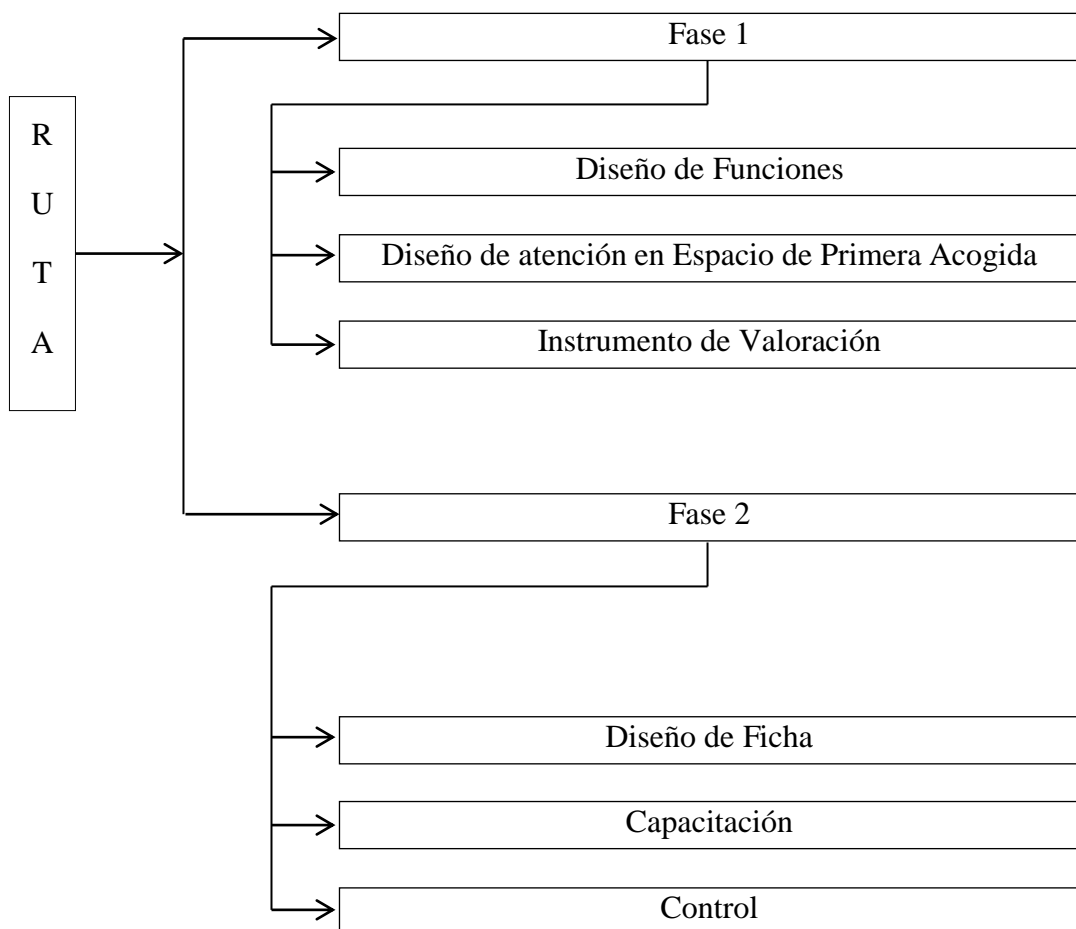 R
U
T
A
Fase 1
Diseño de Funciones
Diseño de atención en Espacio de Primera Acogida
Instrumento de Valoración
Fase 2
Diseño de Ficha
Capacitación
Control